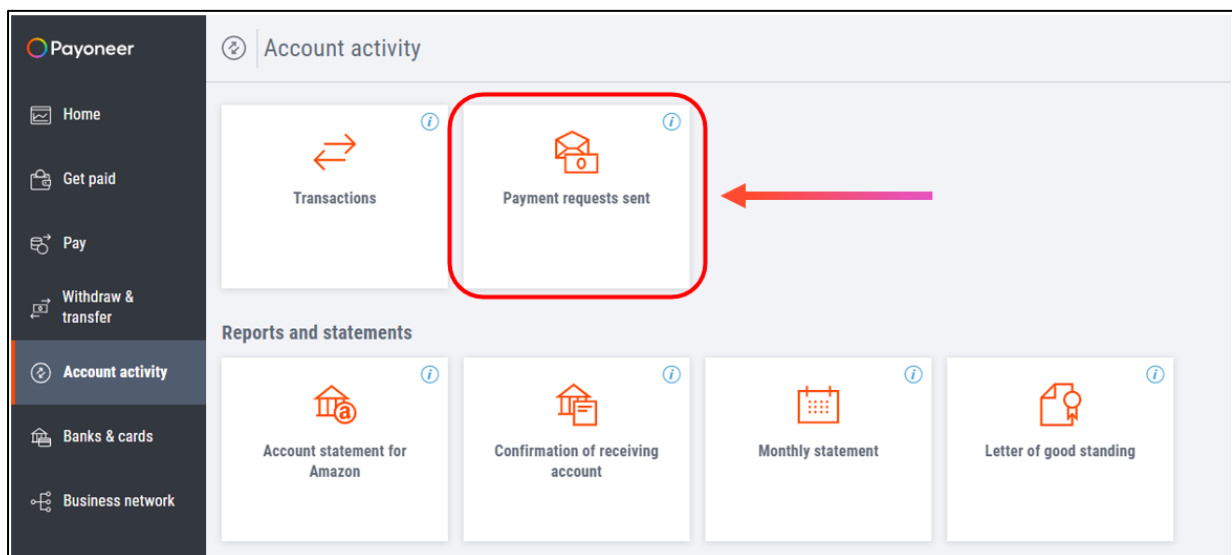 Payoneer
Account activity
Home
Get paid
Pay
Withdraw &
transfer
Account activity
Banks & cards
Business network
Transactions
Payment requests sent
Reports and statements
Account statement for
Amazon
Confirmation of receiving
account
Monthly statement
Letter of good standing